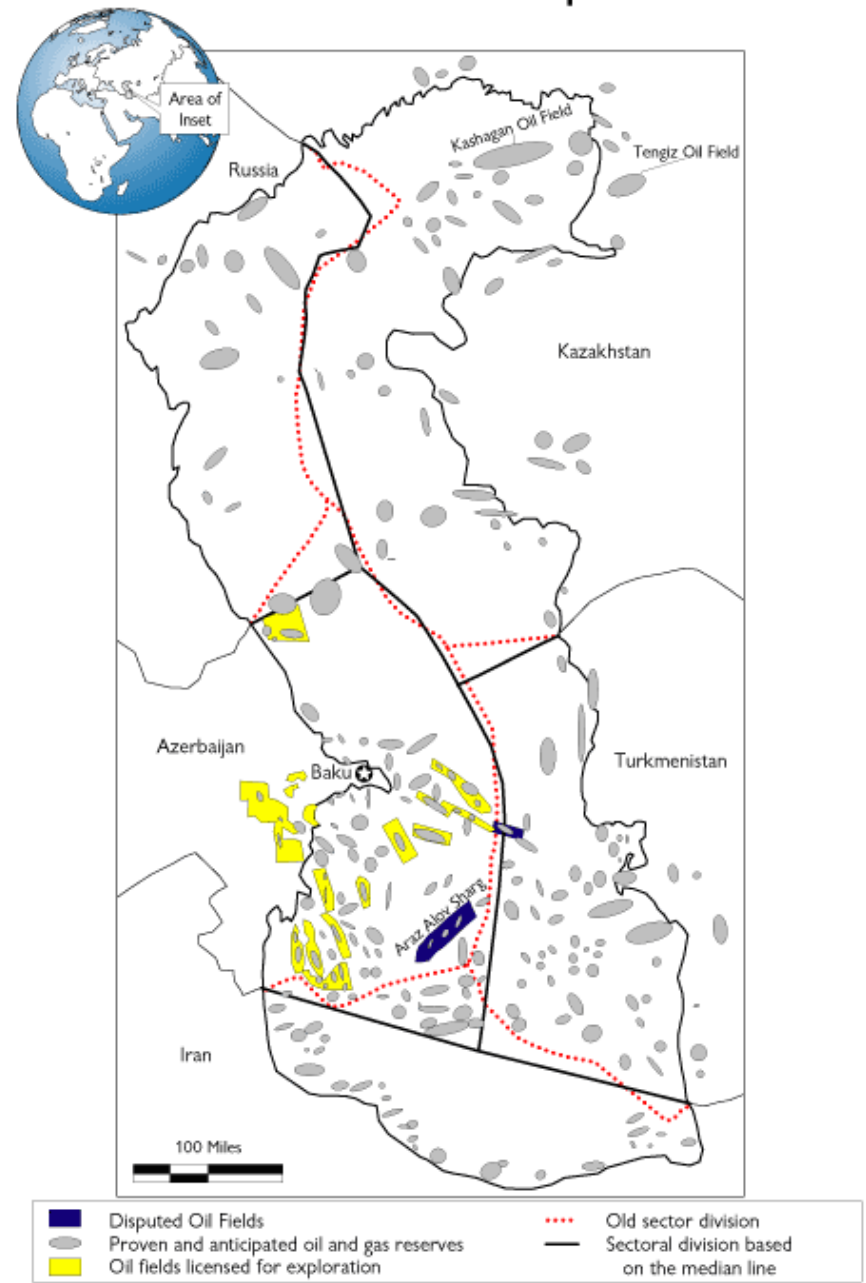 Area of
Inset
Russia
Kashagan Oil Field
Tengiz Oil Field
Kazakhstan
Azerbaijan
Baku
Turkmenistan
Araz Alov Sharg
Iran
100 Miles
Disputed Oil Fields
Proven and anticipated oil and gas reserves
Oil fields licensed for exploration
Old sector division
Sectoral division based
on the median line